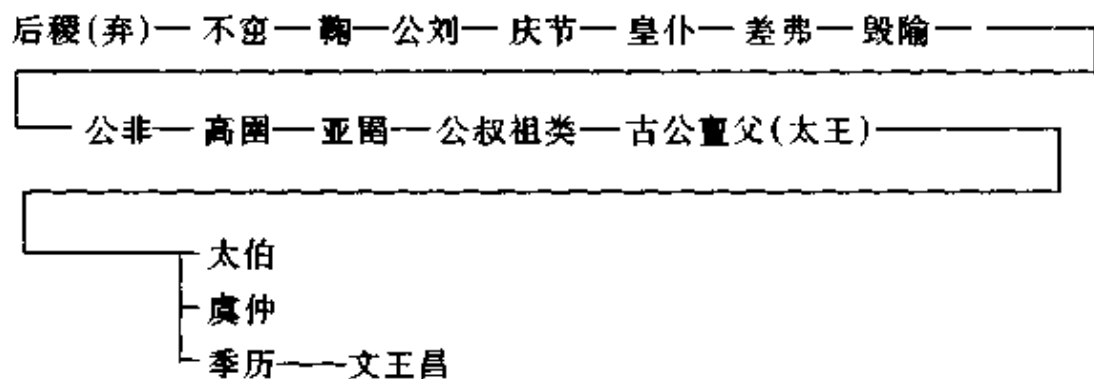 后稷(弃)— 不窋 — 鞠 — 公刘 — 庆节 — 皇仆 — 差弗 — 毁隃 —
公非 — 高圉 — 亚圉 — 公叔祖类 — 古公亶父(太王)
太伯
虞仲
季历——文王昌